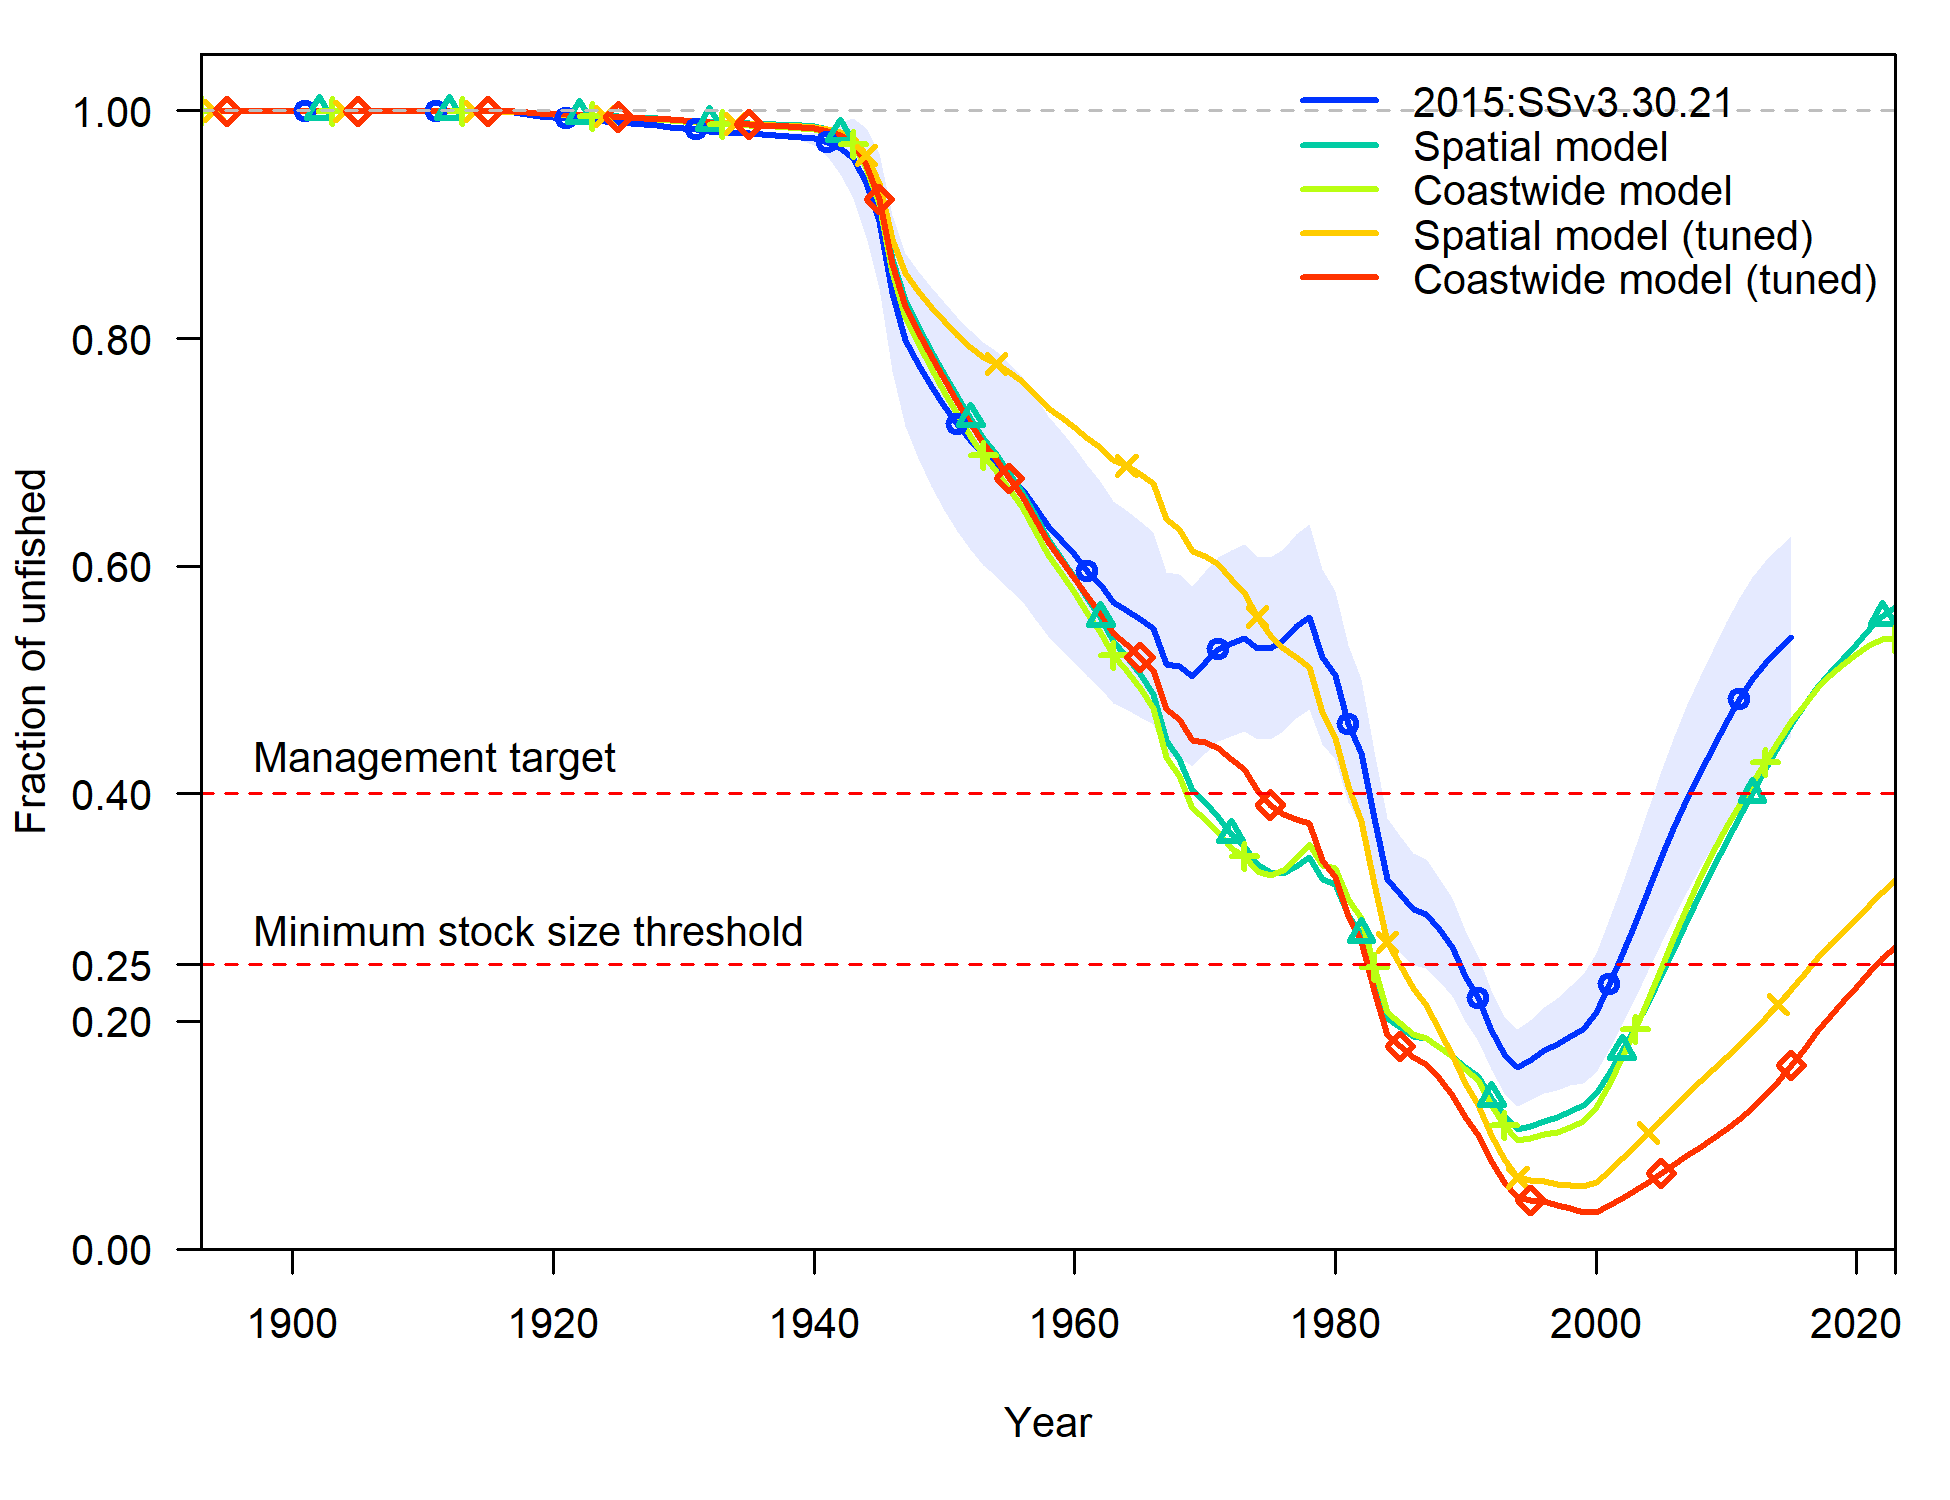 2015:SSv3.30.21
Spatial model
Coastwide model
Spatial model (tuned)
Coastwide model (tuned)
Fraction of unfished
1.00
0.80
0.60
0.40
0.25
0.20
0.00
Management target
Minimum stock size threshold
1900
1920
1940
1960
1980
2000
2020
Year